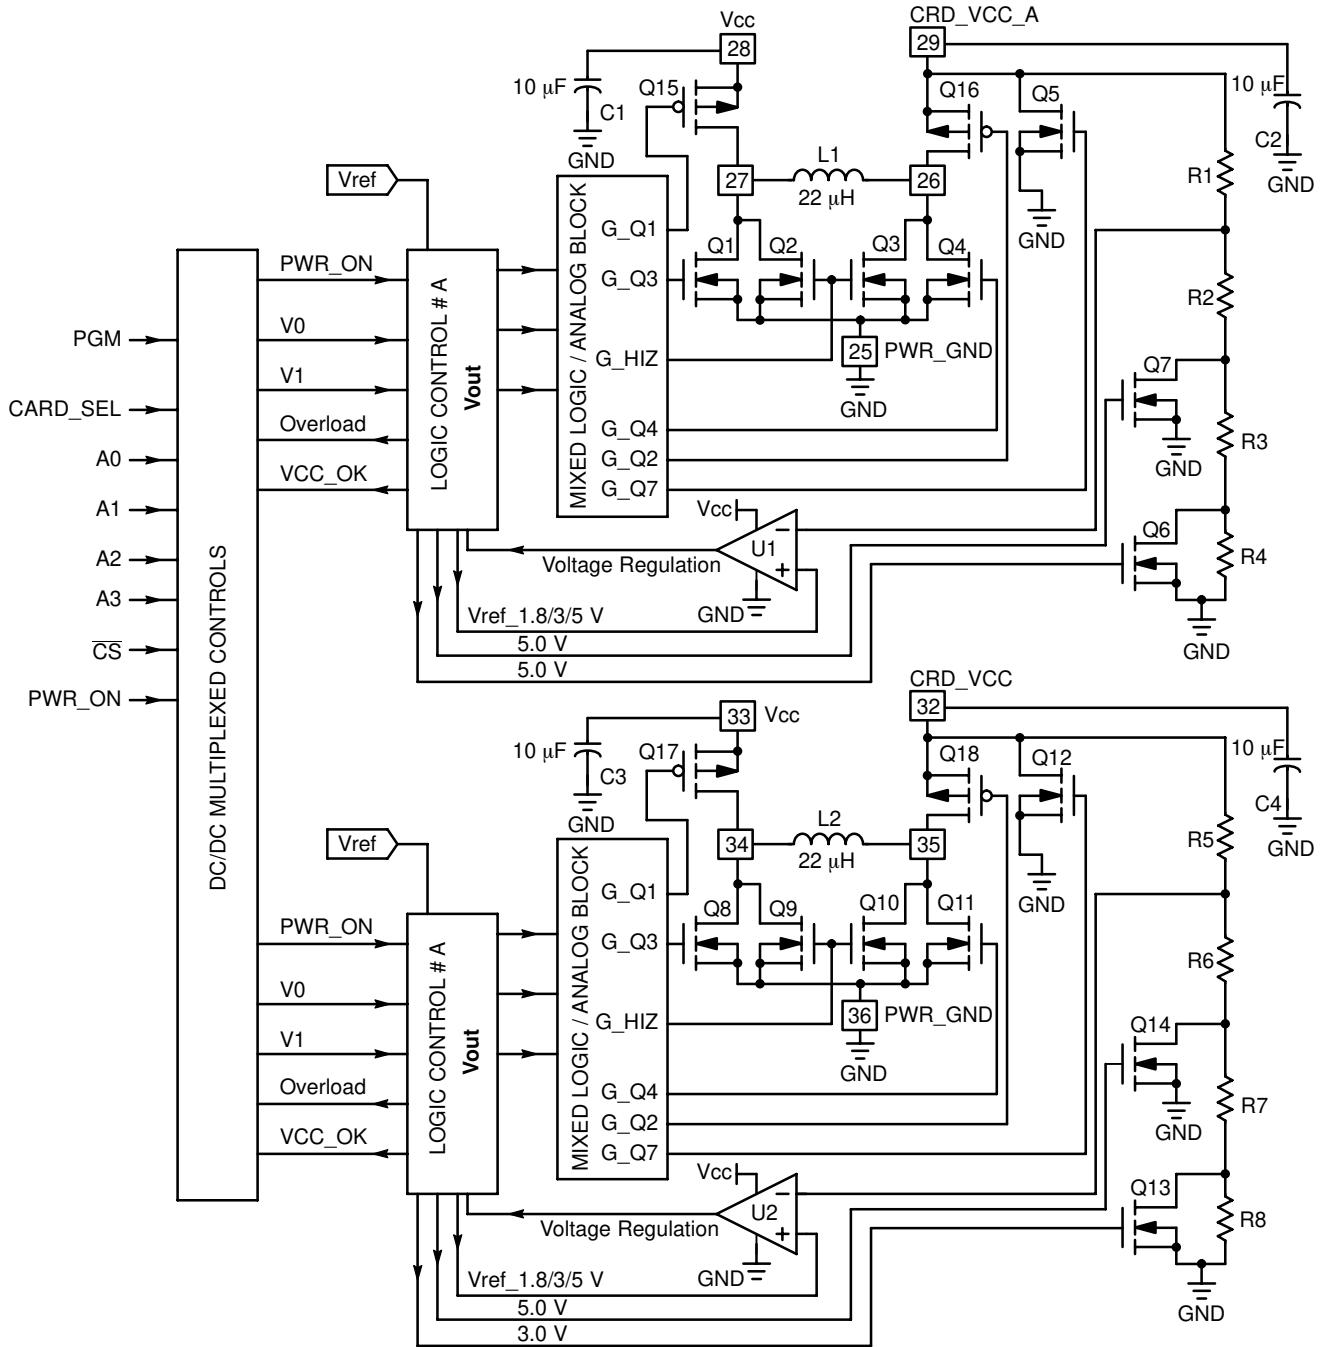 Vcc
CRD_VCC_A
28
29
10 µF
C1
GND
Q15
Q16
Q5
10 µF
C2
GND
Vref
27
L1
22 µH
26
GND
R1
DC/DC MULTIPLEXED CONTROLS
PGM
CARD_SEL
A0
A1
A2
A3
CS
PWR_ON
PWR_ON
V0
V1
Overload
VCC_OK
LOGIC CONTROL # A
Vout
MIXED LOGIC / ANALOG BLOCK
G_Q1
G_Q3
G_HIZ
G_Q4
G_Q2
G_Q7
Q1
Q2
Q3
Q4
25
PWR_GND
GND
R2
Q7
GND
R3
Q6
R4
GND
Vcc
U1
−
+
GND
Voltage Regulation
Vref_1.8/3/5 V
5.0 V
5.0 V
CRD_VCC
33
Vcc
32
10 µF
C3
GND
Q17
Q18
Q12
10 µF
C4
GND
Vref
34
L2
22 µH
35
GND
R5
PWR_ON
V0
V1
Overload
VCC_OK
LOGIC CONTROL # A
Vout
MIXED LOGIC / ANALOG BLOCK
G_Q1
G_Q3
G_HIZ
G_Q4
G_Q2
G_Q7
Q8
Q9
Q10
Q11
36
PWR_GND
GND
R6
Q14
GND
R7
Q13
R8
GND
Vcc
U2
−
+
GND
Voltage Regulation
Vref_1.8/3/5 V
5.0 V
3.0 V